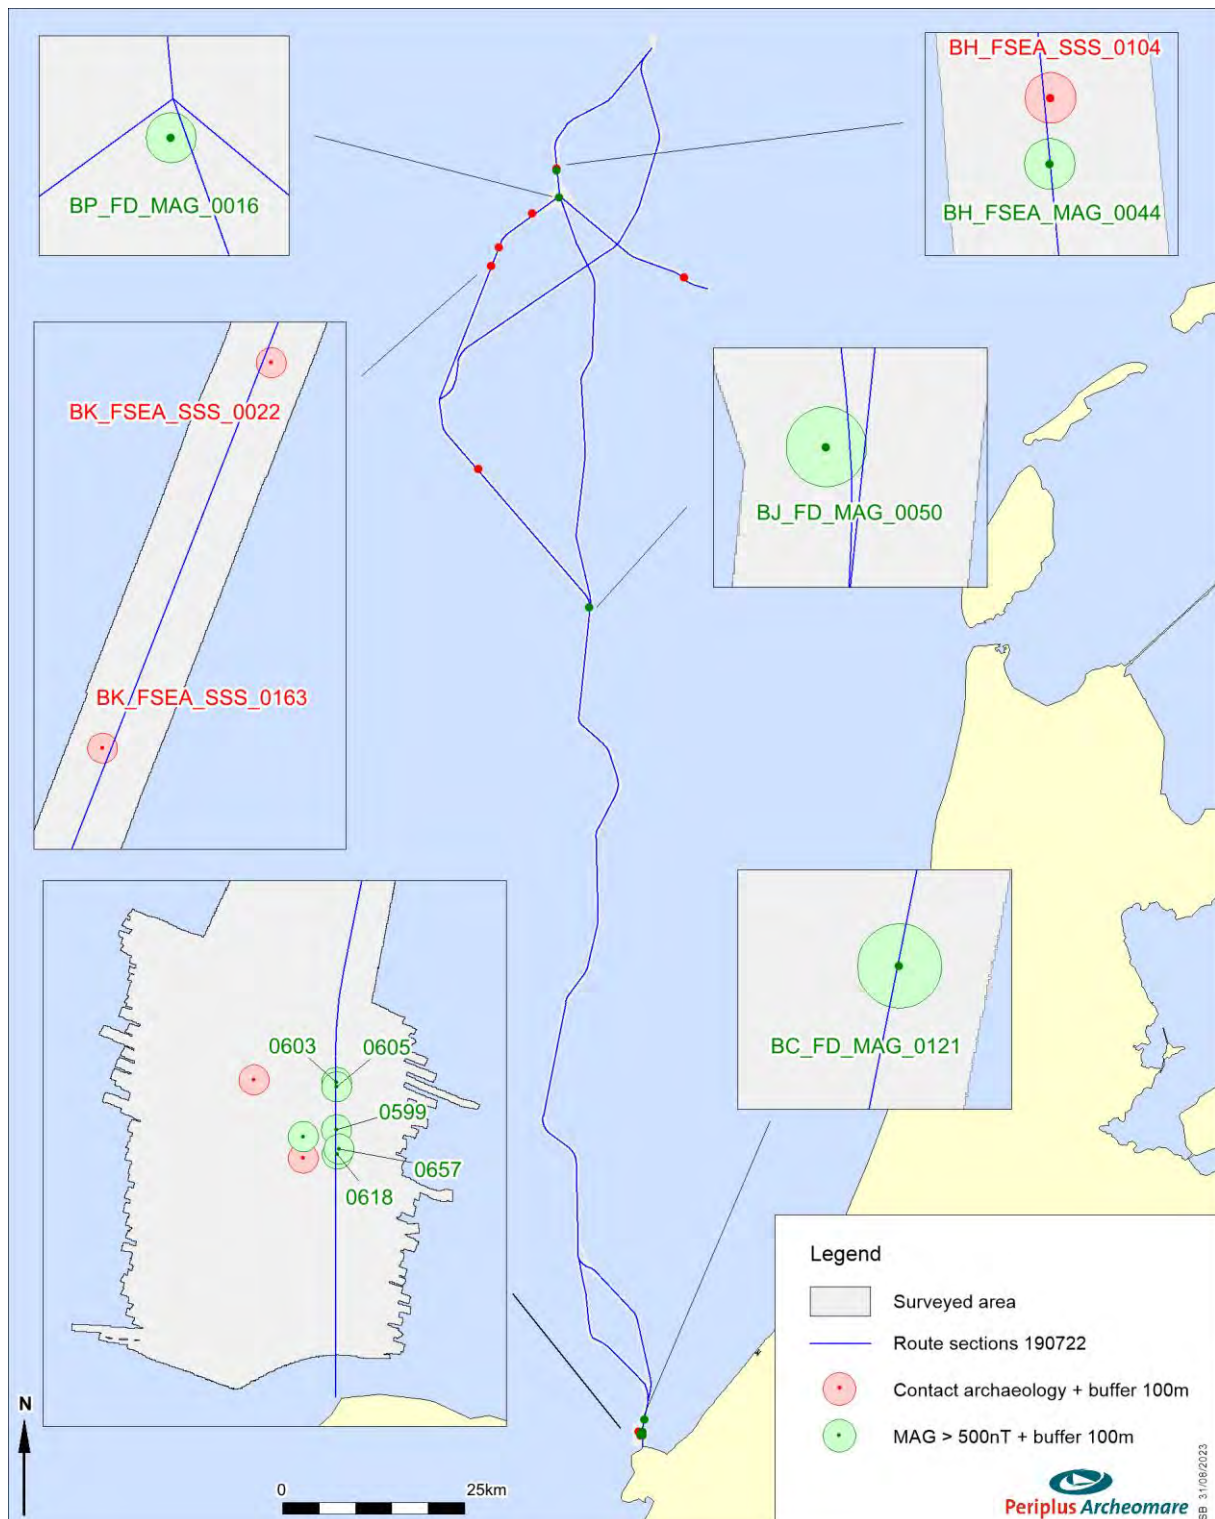 BP_FD_MAG_0016
BH_FSEA_SSS_0104
BH_FSEA_MAG_0044
BK_FSEA_SSS_0022
BK_FSEA_SSS_0163
BJ_FD_MAG_0050
BC_FD_MAG_0121
0603
0605
0599
0657
0618
Legend
Surveyed area
Route sections 190722
Contact archaeology + buffer 100m
MAG > 500nT + buffer 100m
N
0
25km
Periplus Archeomare
SB 31/08/2023